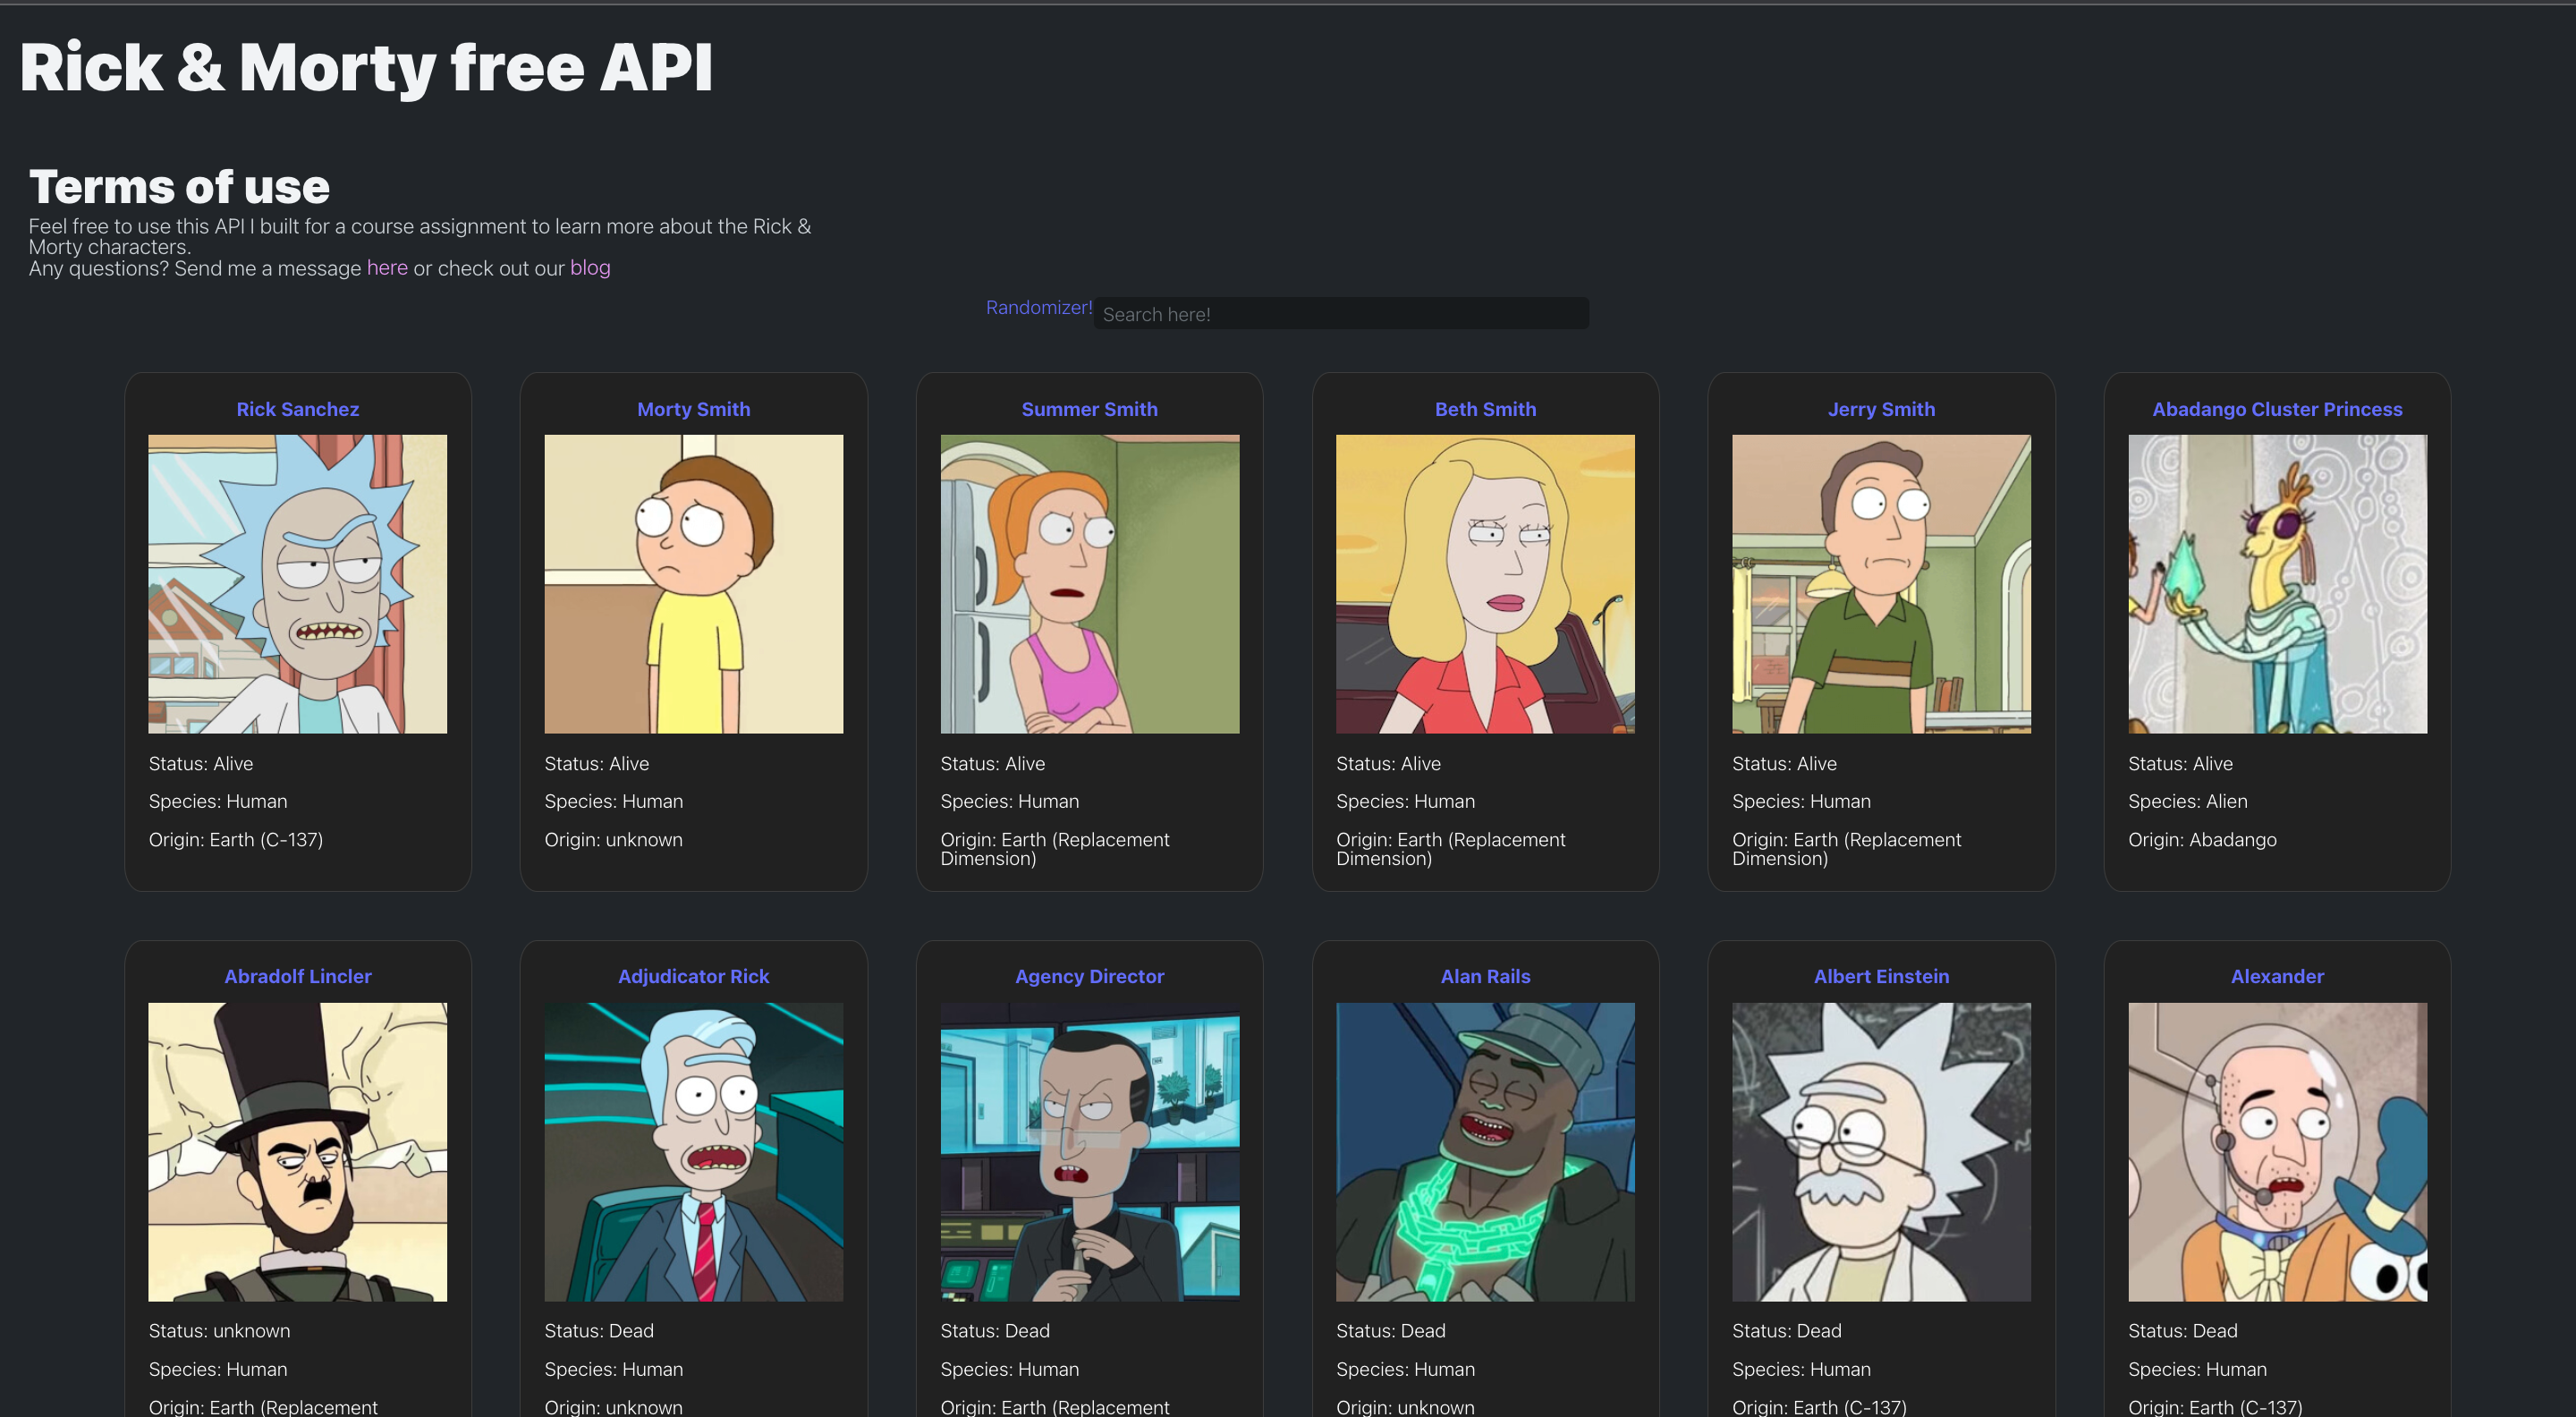 Rick & Morty free API
Terms of use
Feel free to use this API I built for a course assignment to learn more about the Rick &
Morty characters.
Any questions? Send me a message here or check out our blog
Randomizer!
Search here!
Rick Sanchez
Status: Alive
Species: Human
Origin: Earth (C-137)
Morty Smith
Status: Alive
Species: Human
Origin: unknown
Summer Smith
Status: Alive
Species: Human
Origin: Earth (Replacement
Dimension)
Beth Smith
Status: Alive
Species: Human
Origin: Earth (Replacement
Dimension)
Jerry Smith
Status: Alive
Species: Human
Origin: Earth (Replacement
Dimension)
Abadango Cluster Princess
Status: Alive
Species: Alien
Origin: Abadango
Abradolf Lincler
Status: unknown
Species: Human
Origin: Earth (Replacement
Adjudicator Rick
Status: Dead
Species: Human
Origin: unknown
Agency Director
Status: Dead
Species: Human
Origin: Earth (Replacement
Alan Rails
Status: Dead
Species: Human
Origin: unknown
Albert Einstein
Status: Dead
Species: Human
Origin: Earth (C-137)
Alexander
Status: Dead
Species: Human
Origin: Earth (C-137)